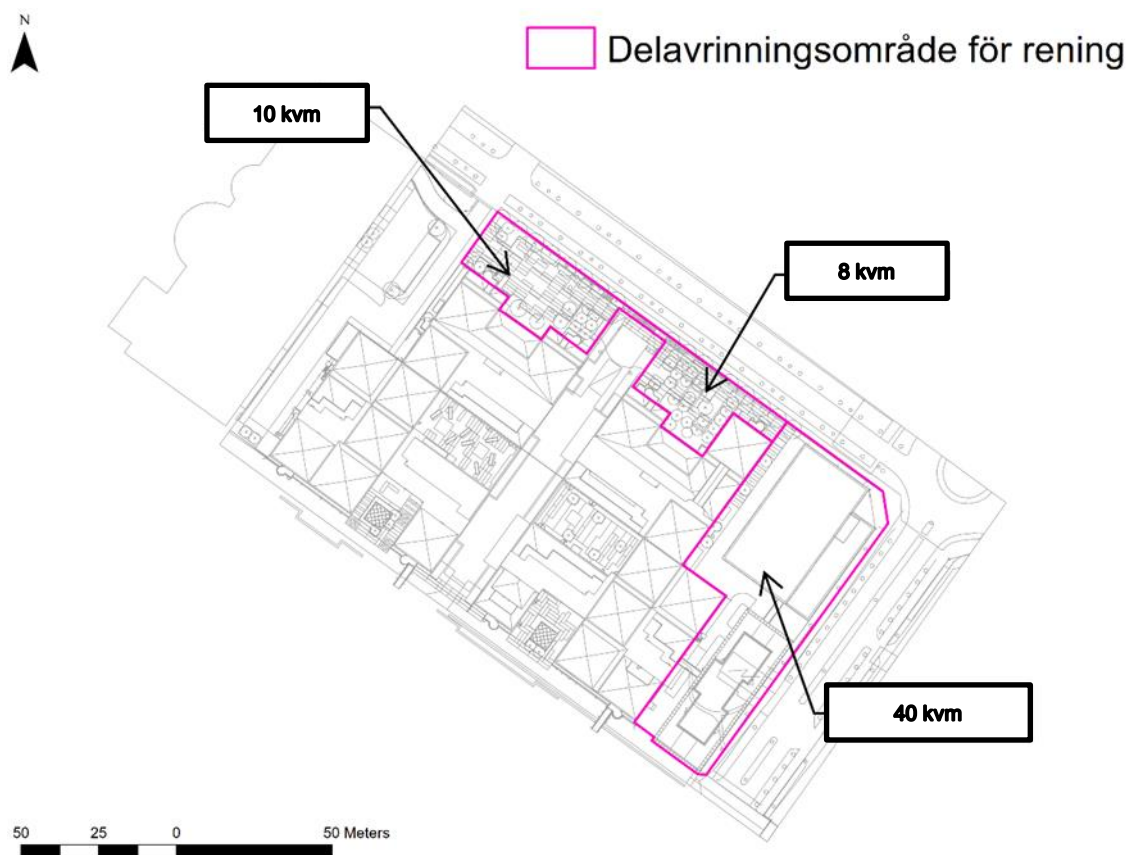 N
Delavrinningsområde för rening
10 kvm
8 kvm
40 kvm
50 25 0 50 Meters